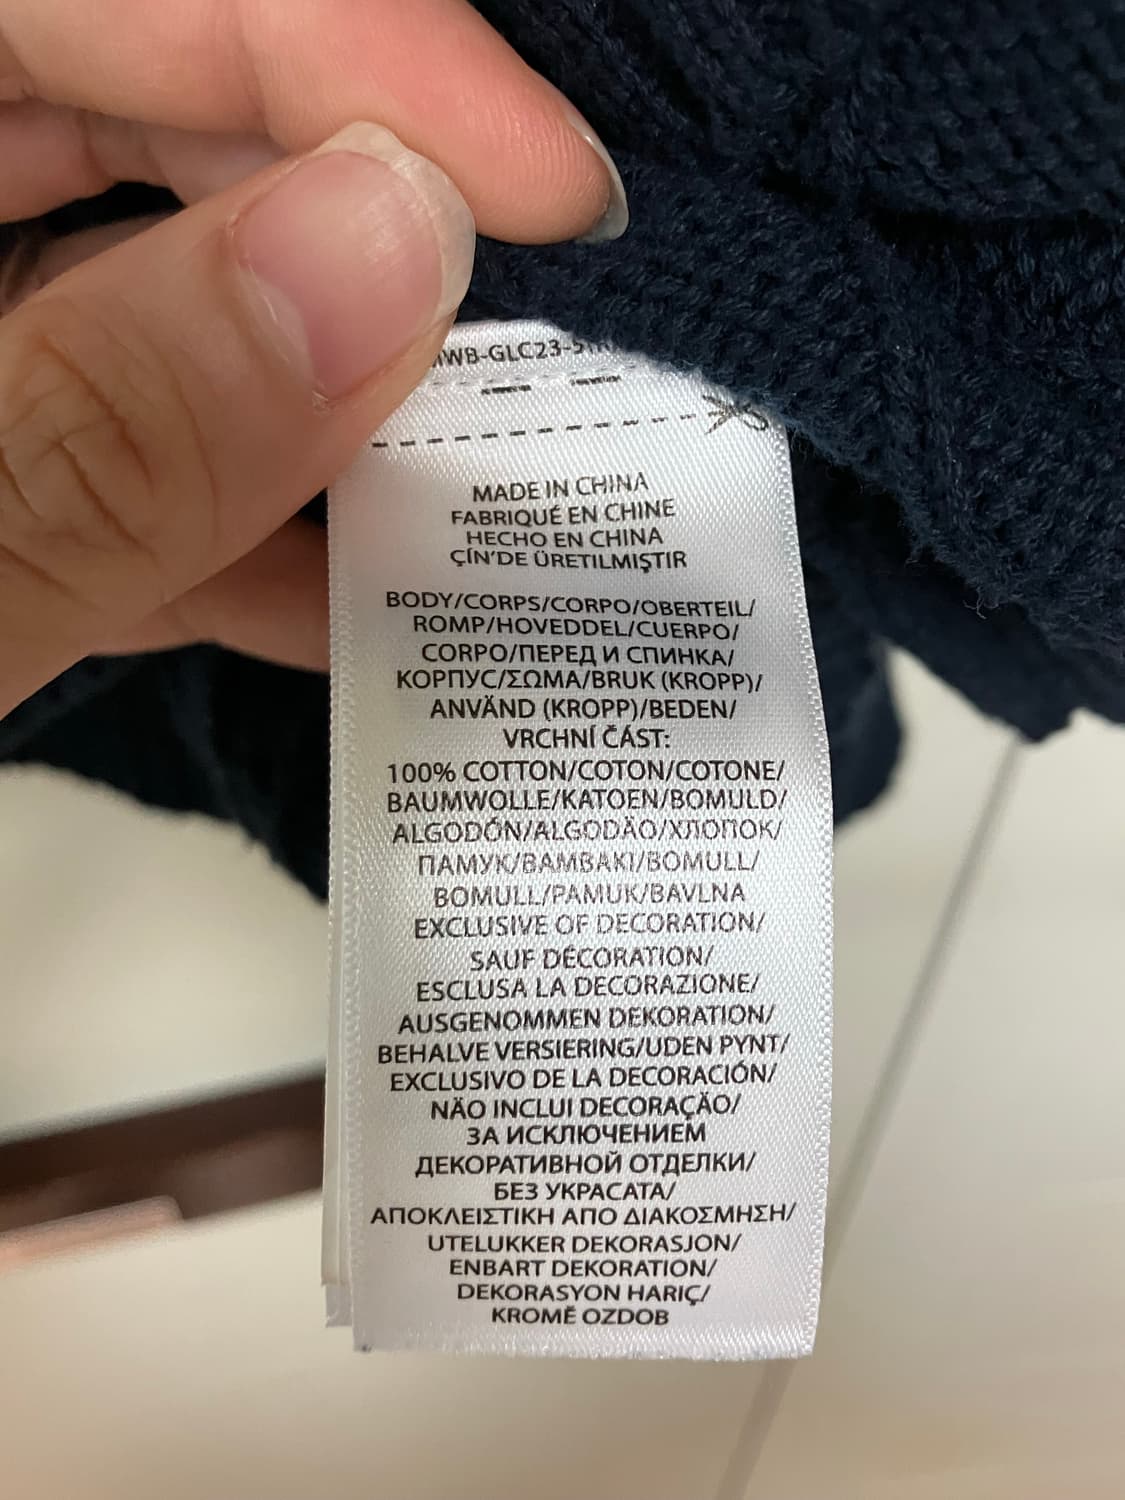 MWB-GLC23-
MADE IN CHINA
FABRIQUÉ EN CHINE
HECHO EN CHINA
ÇİN'DE ÜRETILMIŞTIR
BODY/CORPS/CORPO/OBERTEIL/
ROMP/HOVEDDEL/CUERPO/
CORPO/ПЕРЕД И СПИНКА/
КОРПУС/ΣΩΜΑ/BRUK (KROPP)/
ANVÄND (KROPP)/BEDEN/
VRCHNÍ ČÁST:
100% COTTON/COTON/COTONE/
BAUMWOLLE/KATOEN/BOMULD/
ALGODÓN/ALGODÃO/ХЛОПОК/
ПАМУК/BAMBAKI/BOMULL/
BOMULL/PAMUK/BAVLNA
EXCLUSIVE OF DECORATION/
SAUF DÉCORATION/
ESCLUSA LA DECORAZIONE/
AUSGENOMMEN DEKORATION/
BEHALVE VERSIERING/UDEN PYNT/
EXCLUSIVO DE LA DECORACIÓN/
NÃO INCLUI DECORAÇÃO/
ЗА ИСКЛЮЧЕНИЕМ
ДЕКОРАТИВНОЙ ОТДЕЛКИ/
БЕЗ УКРАСАТА/
ΑΠΟΚΛΕΙΣΤΙΚΗ ΑΠΟ ΔΙΑΚΟΣΜΗΣΗ/
UTELUKKER DEKORASJON/
ENBART DEKORATION/
DEKORASYON HARIÇ/
KROMĚ OZDOB